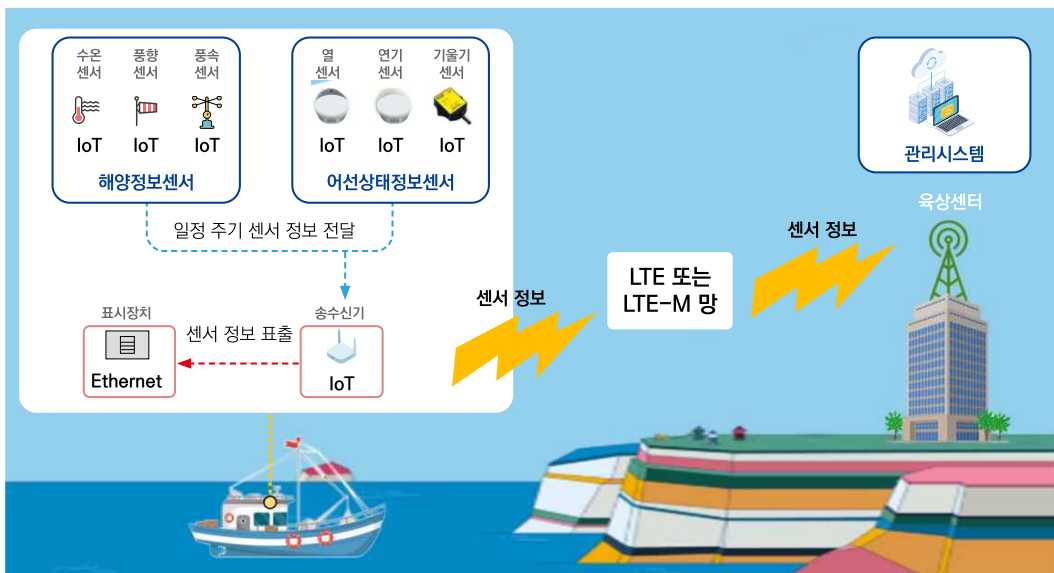 수온
센서
풍향
센서
풍속
센서
IoT
IoT
IoT
해양정보센서
열
센서
연기
센서
기울기
센서
IoT
IoT
IoT
어선상태정보센서
일정 주기 센서 정보 전달
표시장치
Ethernet
센서 정보 표출
송수신기
IoT
센서 정보
LTE 또는
LTE-M 망
센서 정보
관리시스템
육상센터